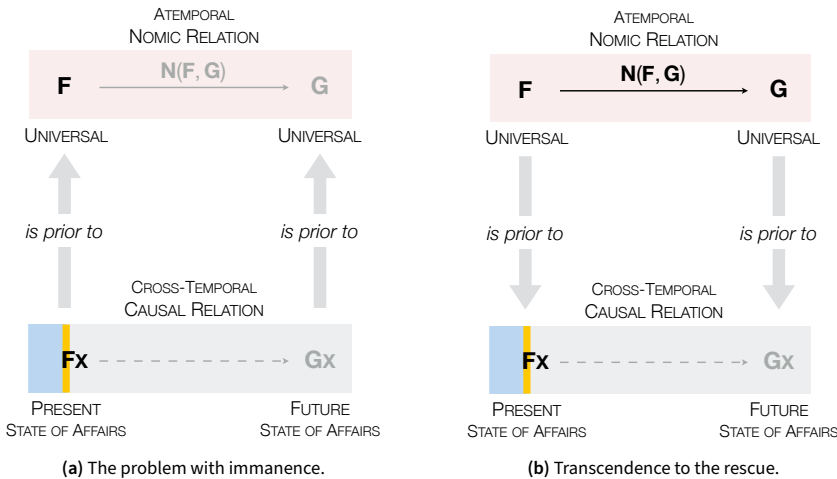 ATEMPORAL
NOMIC RELATION
F N(F, G) G
UNIVERSAL UNIVERSAL
is prior to is prior to
CROSS-TEMPORAL
CAUSAL RELATION
Fx Gx
PRESENT FUTURE
STATE OF AFFAIRS STATE OF AFFAIRS
(a) The problem with immanence.
ATEMPORAL
NOMIC RELATION
F N(F, G) G
UNIVERSAL UNIVERSAL
is prior to is prior to
CROSS-TEMPORAL
CAUSAL RELATION
Fx Gx
PRESENT FUTURE
STATE OF AFFAIRS STATE OF AFFAIRS
(b) Transcendence to the rescue.